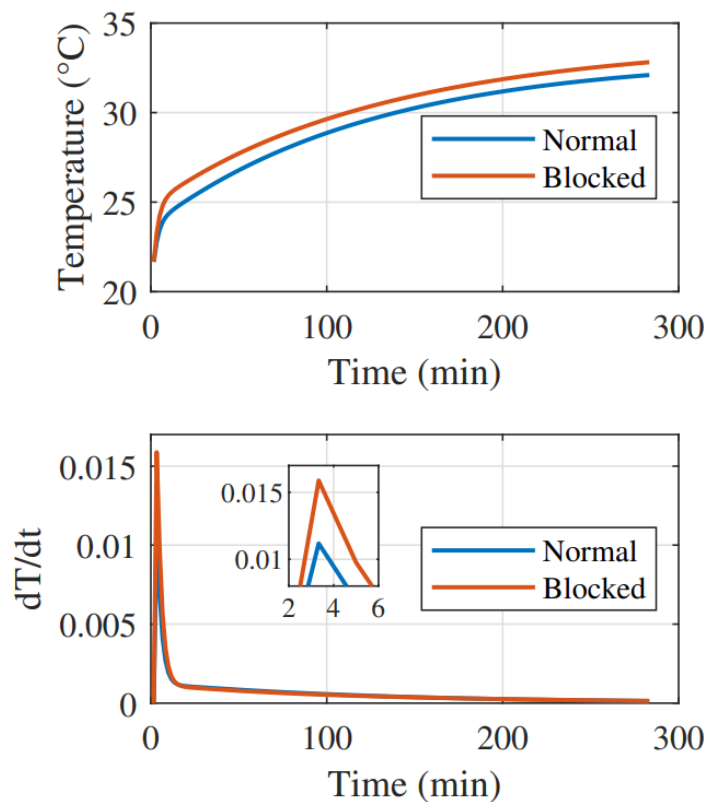 35
30
25
20
Temperature (°C)
Normal
Blocked
0 100 200 300
Time (min)
0.015
0.01
0.005
0
dT/dt
0.015
0.01
2 4 6
Normal
Blocked
0 100 200 300
Time (min)